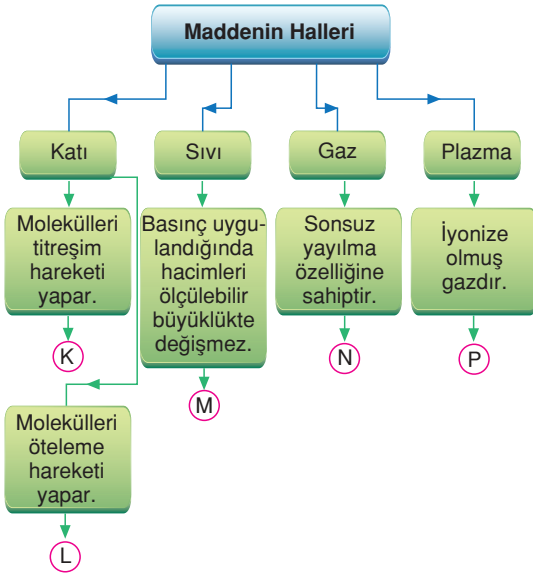 Maddenin Halleri
Katı
Sıvı
Gaz
Plazma
Molekülleri
titreşim
hareketi
yapar.
Basınç uygu-
landığında
hacimleri
ölçülebilir
büyüklükte
değişmez.
Sonsuz
yayılma
özelliğine
sahiptir.
İyonize
olmuş
gazdır.
K
M
N
P
Molekülleri
öteleme
hareketi
yapar.
L